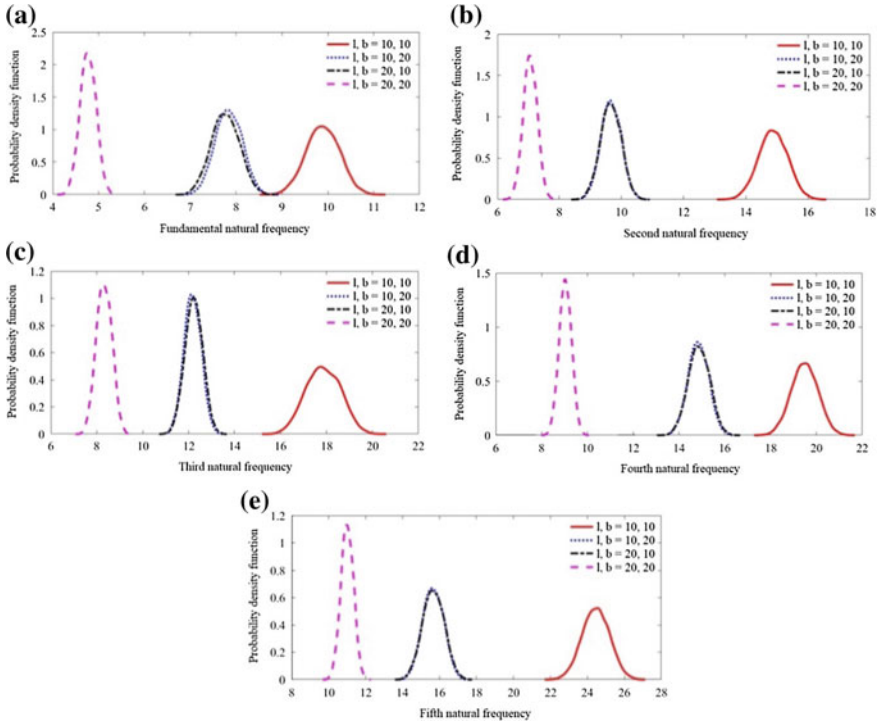 (a)
Probability density function
2.5
2
1.5
1
0.5
0
l, b = 10, 10
l, b = 10, 20
l, b = 20, 10
l, b = 20, 20
4 5 6 7 8 9 10 11 12
Fundamental natural frequency
(b)
Probability density function
2
1.5
1
0.5
0
l, b = 10, 10
l, b = 10, 20
l, b = 20, 10
l, b = 20, 20
6 8 10 12 14 16 18
Second natural frequency
(c)
Probability density function
1.2
1
0.8
0.6
0.4
0.2
0
l, b = 10, 10
l, b = 10, 20
l, b = 20, 10
l, b = 20, 20
6 8 10 12 14 16 18 20 22
Third natural frequency
(d)
Probability density function
1.5
1
0.5
0
l, b = 10, 10
l, b = 10, 20
l, b = 20, 10
l, b = 20, 20
6 8 10 12 14 16 18 20 22
Fourth natural frequency
(e)
Probability density function
1.2
1
0.8
0.6
0.4
0.2
0
l, b = 10, 10
l, b = 10, 20
l, b = 20, 10
l, b = 20, 20
8 10 12 14 16 18 20 22 24 26 28
Fifth natural frequency